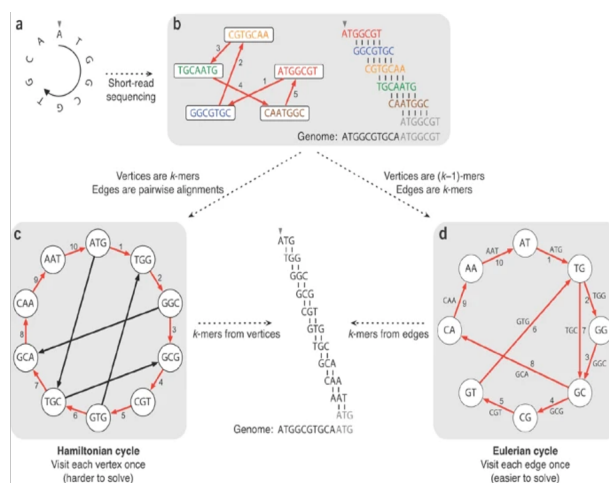 a
A T G G C G T G C A
Short-read
sequencing
b
CGTGCAA
3
TGCAATG
2
ATGGCGT
1
4
5
GGCGTGC
CAATGGC
ATGGCGT
GGCGTGC
CGTGCAA
TGCAATG
CAATGGC
ATGGCGT
Genome: ATGGCGTGCAATGGCGT
Vertices are k-mers
Edges are pairwise alignments
Vertices are (k–1)-mers
Edges are k-mers
c
ATG
1
TGG
2
GGC
3
GCG
4
CGT
5
GTG
6
TGC
7
GCA
8
CAA
9
AAT
10
Hamiltonian cycle
Visit each vertex once
(harder to solve)
k-mers from vertices
ATG
TGG
GGC
GCG
CGT
GTG
TGC
GCA
CAA
AAT
ATG
Genome: ATGGCGTGCAATG
k-mers from edges
d
AT
ATG
1
TG
TGG
2
GG
GGC
3
GC
GCG
4
CG
CGT
5
GT
GTG
6
TGC
7
GCA
8
CA
CAA
9
AA
AAT
10
Eulerian cycle
Visit each edge once
(easier to solve)